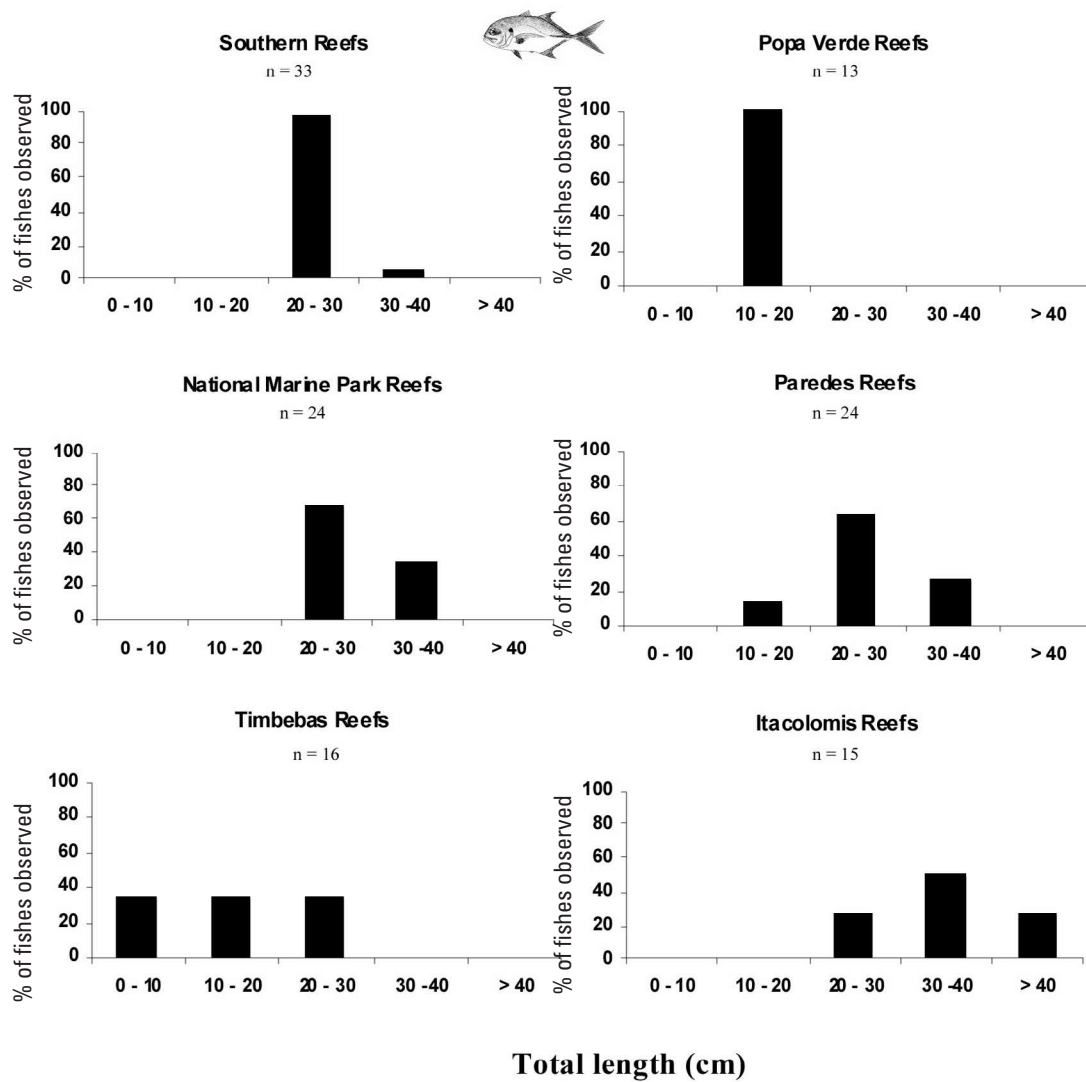 Southern Reefs
n = 33
% of fishes observed
100
80
60
40
20
0
0 - 10 10 - 20 20 - 30 30 - 40 > 40
Popa Verde Reefs
n = 13
% of fishes observed
100
80
60
40
20
0
0 - 10 10 - 20 20 - 30 30 -40 > 40
National Marine Park Reefs
n = 24
% of fishes observed
100
80
60
40
20
0
0 - 10 10 - 20 20 - 30 30 -40 > 40
Paredes Reefs
n = 24
% of fishes observed
100
80
60
40
20
0
0 - 10 10 - 20 20 - 30 30 -40 > 40
Timbebas Reefs
n = 16
% of fishes observed
100
80
60
40
20
0
0 - 10 10 - 20 20 - 30 30 -40 > 40
Itacolomis Reefs
n = 15
% of fishes observed
100
80
60
40
20
0
0 - 10 10 - 20 20 - 30 30 -40 > 40
Total length (cm)